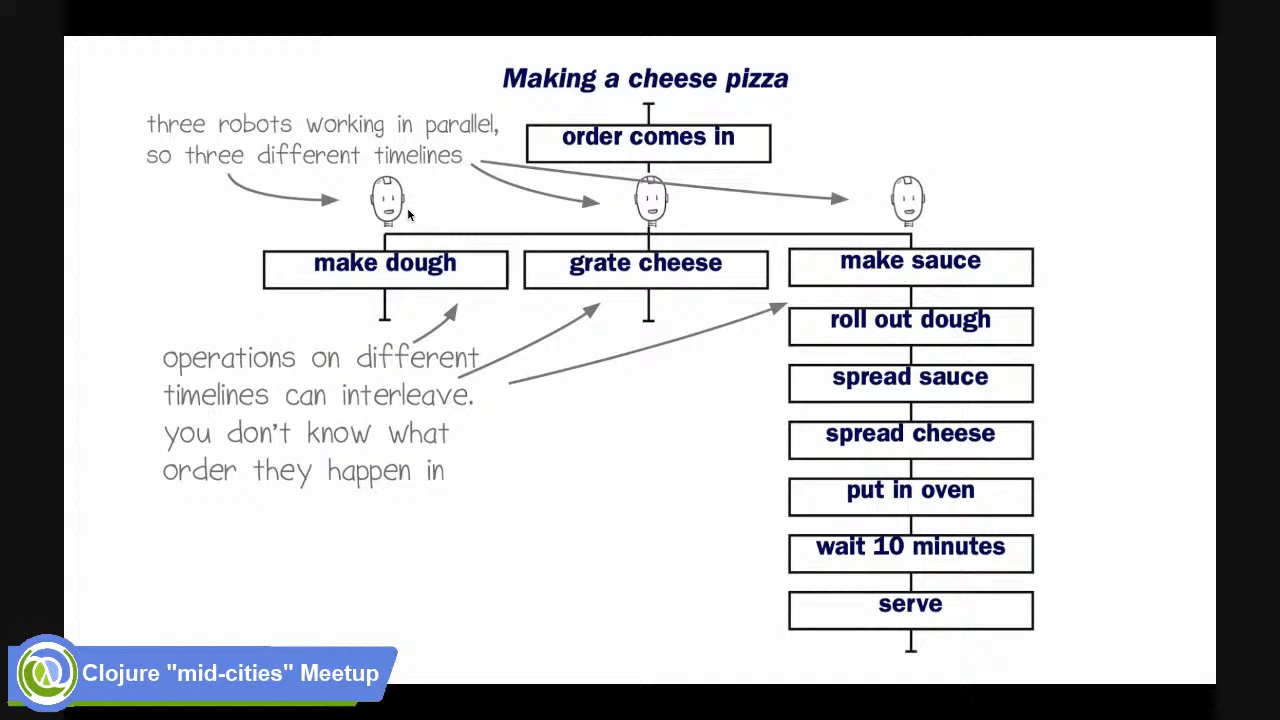 Making a cheese pizza
three robots working in parallel,
so three different timelines
order comes in
make dough
grate cheese
make sauce
roll out dough
spread sauce
spread cheese
put in oven
wait 10 minutes
serve
operations on different
timelines can interleave.
you don't know what
order they happen in
Clojure "mid-cities" Meetup